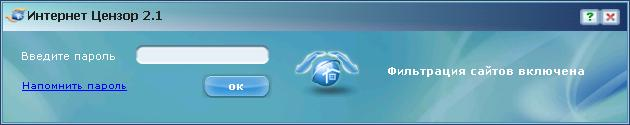 Интернет Цензор 2.1
?
Введите пароль
Напомнить пароль
ок
Фильтрация сайтов включена